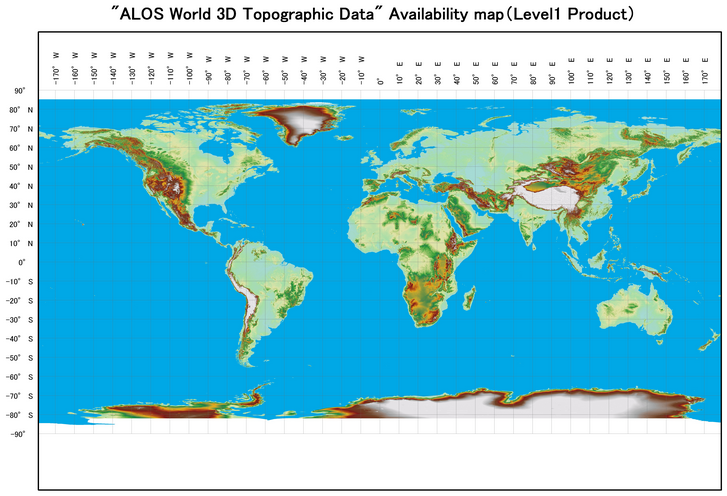 "ALOS World 3D Topographic Data" Availability map(Level1 Product)
-170° W -160° W -150° W -140° W -130° W -120° W -110° W -100° W -90° W -80° W -70° W -60° W -50° W -40° W -30° W -20° W -10° W 0° 10° E 20° E 30° E 40° E 50° E 60° E 70° E 80° E 90° E 100° E 110° E 120° E 130° E 140° E 150° E 160° E 170° E
90°
80° N
70° N
60° N
50° N
40° N
30° N
20° N
10° N
0°
-10° S
-20° S
-30° S
-40° S
-50° S
-60° S
-70° S
-80° S
-90°